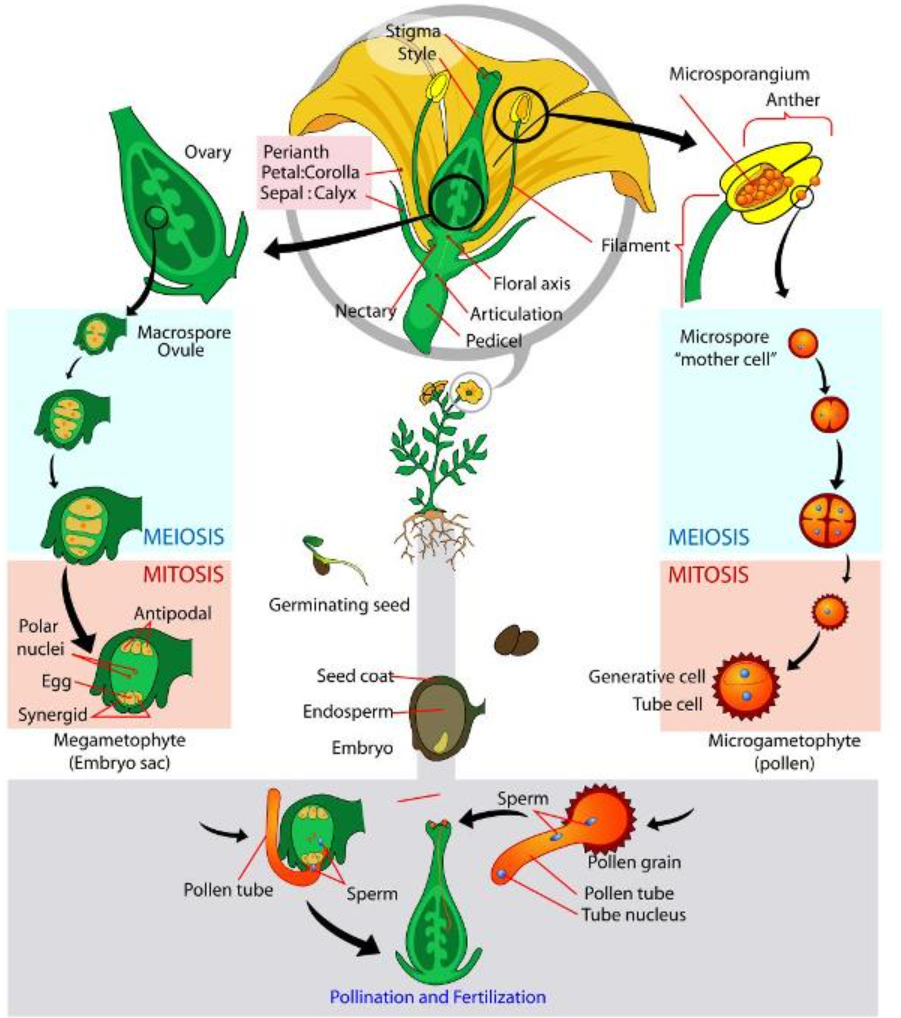 Stigma
Style
Microsporangium
Anther
Ovary
Perianth
Petal:Corolla
Sepal : Calyx
Filament
Floral axis
Nectary
Articulation
Pedicel
Macrospore
Ovule
Microspore
“mother cell”
MEIOSIS
MEIOSIS
MITOSIS
MITOSIS
Germinating seed
Antipodal
Polar
nuclei
Egg
Synergid
Megametophyte
(Embryo sac)
Seed coat
Endosperm
Embryo
Generative cell
Tube cell
Microgametophyte
(pollen)
Sperm
Pollen grain
Pollen tube
Sperm
Pollen tube
Tube nucleus
Pollination and Fertilization